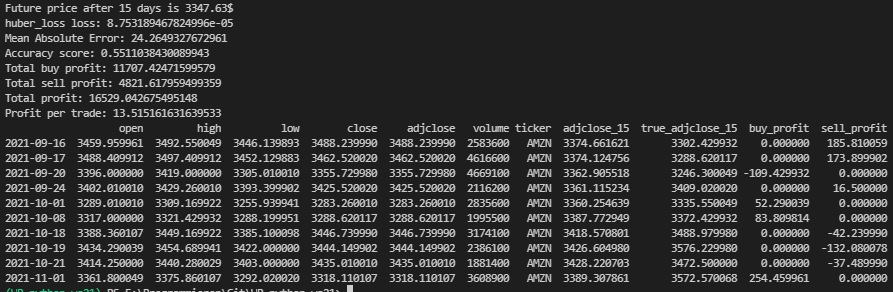 Future price after 15 days is 3347.63$
huber_loss loss: 8.753189467824996e-05
Mean Absolute Error: 24.2649327672961
Accuracy score: 0.5511038430089943
Total buy profit: 11707.42471599579
Total sell profit: 4821.617959499359
Total profit: 16529.042675495148
Profit per trade: 13.515161631639533
open high low close adjclose volume ticker adjclose_15 true_adjclose_15 buy_profit sell_profit
2021-09-16 3459.959961 3492.550049 3446.139893 3488.239990 3488.239990 2583600 AMZN 3374.661621 3302.429932 0.000000 185.810059
2021-09-17 3488.409912 3497.409912 3452.129883 3462.520020 3462.520020 4616600 AMZN 3374.124756 3288.620117 0.000000 173.899902
2021-09-20 3396.000000 3419.000000 3305.010010 3355.729980 3355.729980 4669100 AMZN 3362.905518 3246.300049 -109.429932 0.000000
2021-09-24 3402.010010 3429.260010 3393.399902 3425.520020 3425.520020 2116200 AMZN 3361.115234 3409.020020 0.000000 16.500000
2021-10-01 3289.010010 3309.169922 3255.939941 3283.260010 3283.260010 2835600 AMZN 3360.254639 3335.550049 52.290039 0.000000
2021-10-08 3317.000000 3321.429932 3288.199951 3288.620117 3288.620117 1995500 AMZN 3387.772949 3372.429932 83.809814 0.000000
2021-10-18 3388.360107 3449.169922 3385.100098 3446.739990 3446.739990 3174100 AMZN 3418.570801 3488.979980 0.000000 -42.239990
2021-10-19 3434.290039 3454.689941 3422.000000 3444.149902 3444.149902 2386100 AMZN 3426.604980 3576.229980 0.000000 -132.080078
2021-10-21 3414.250000 3440.280029 3403.000000 3435.010010 3435.010010 1881400 AMZN 3428.220703 3472.500000 0.000000 -37.489990
2021-11-01 3361.800049 3375.860107 3292.020020 3318.110107 3318.110107 3608900 AMZN 3389.307861 3572.570068 254.459961 0.000000